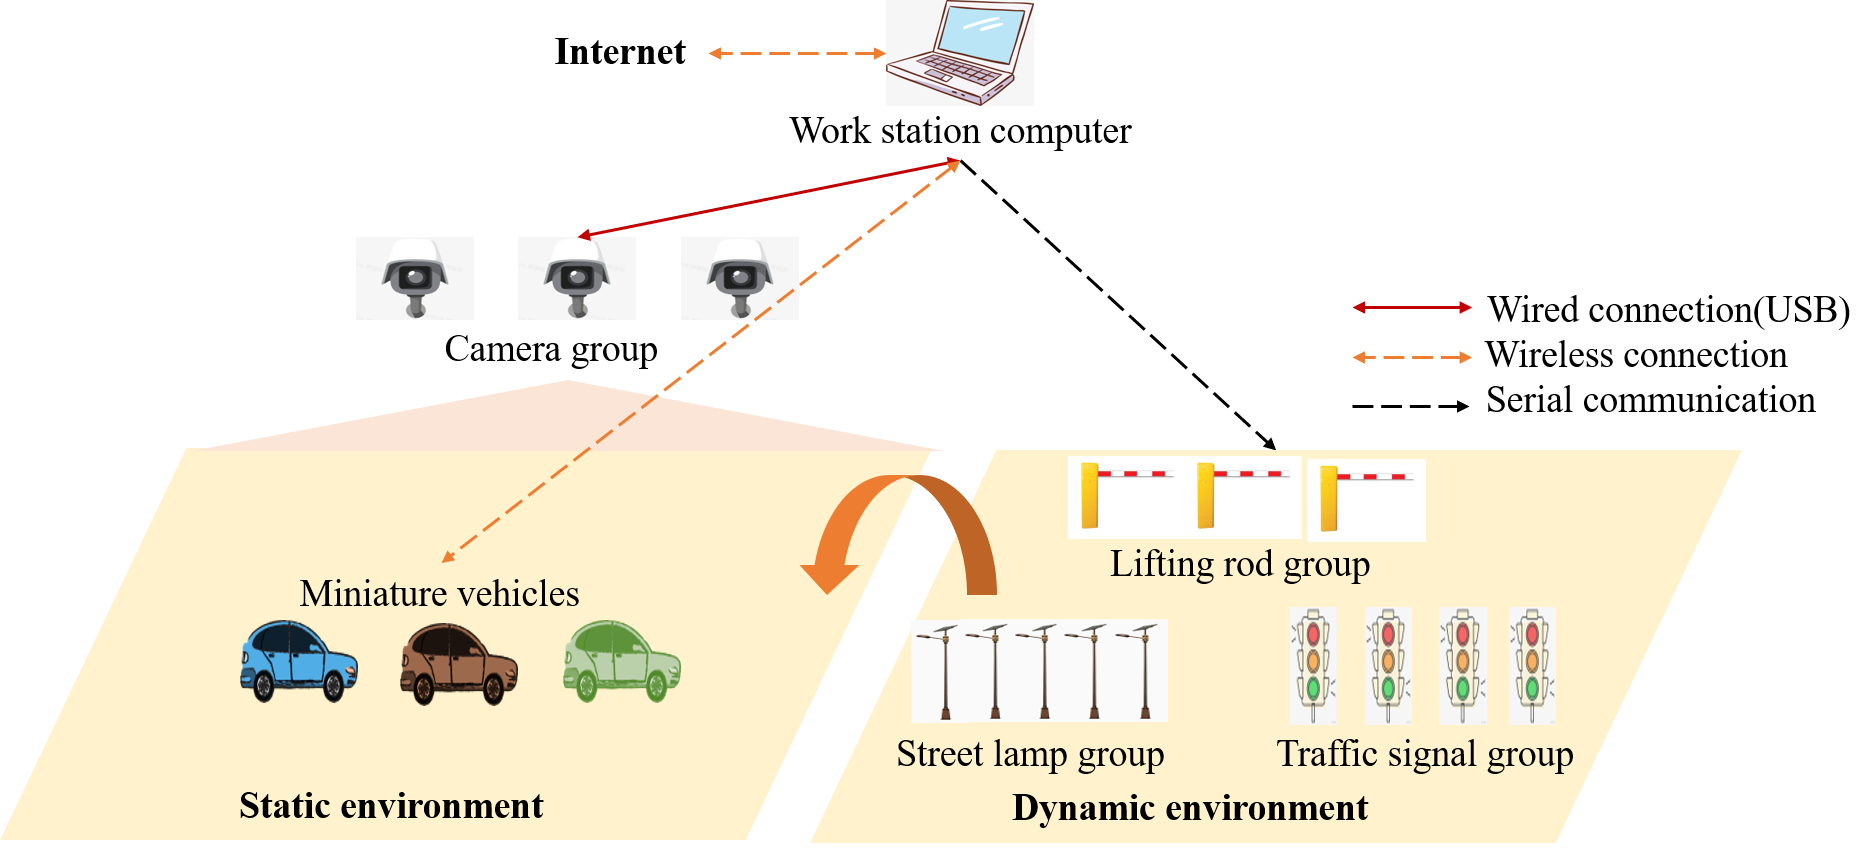 Internet
Work station computer
Camera group
Wired connection(USB)
Wireless connection
Serial communication
Lifting rod group
Miniature vehicles
Street lamp group
Traffic signal group
Static environment
Dynamic environment